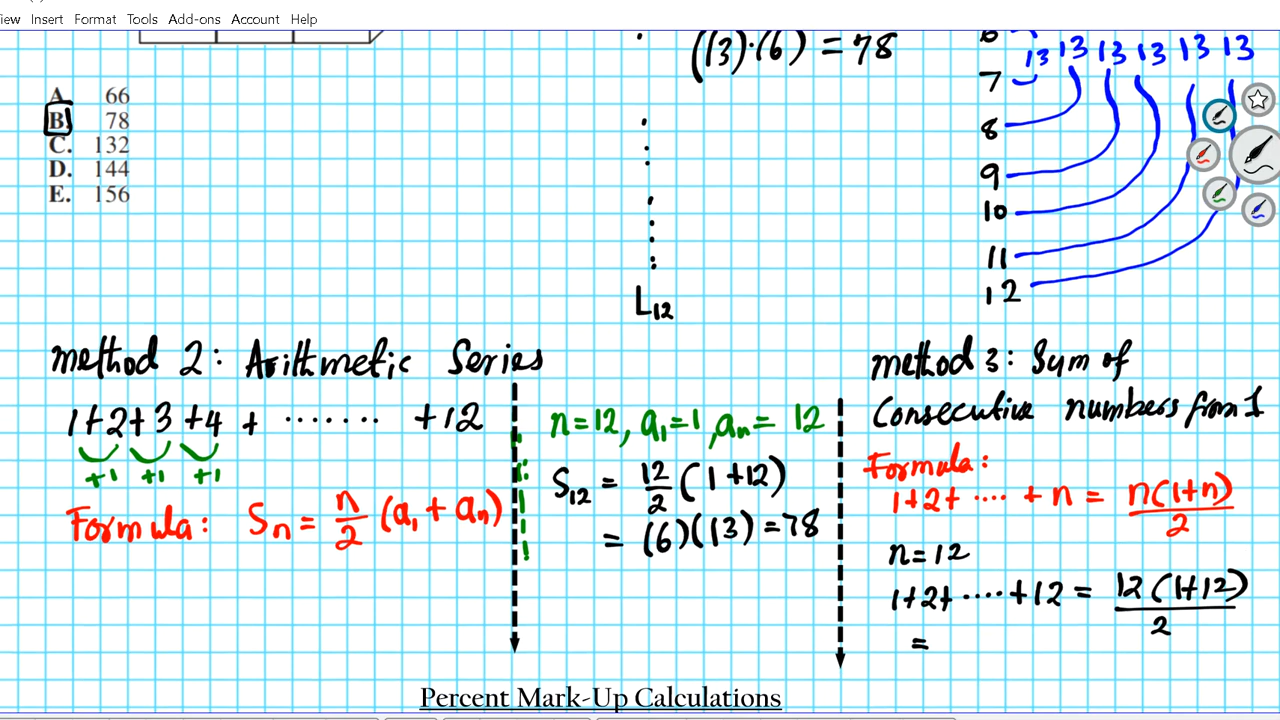 iew Insert Format Tools Add-ons Account Help
((13)·(6) = 78
13 13 13 13 13 13
7
8
9
10
11
12
A. 66
B. 78
C. 132
D. 144
E. 156
L12
method 2: Arithmetic Series
1+2+3+4+ ....... +12
+1 +1 +1
Formula: Sn = n/2 (a1 + an)
n=12, a1=1, an= 12
S12 = 12/2 (1+12)
= (6)(13) = 78
method 3: Sum of
Consecutive numbers from 1
Formula:
1+2+ ..... + n = n(1+n)/2
n=12
1+2+ .....+12 = 12(1+12)/2
=
Percent Mark-Up Calculations